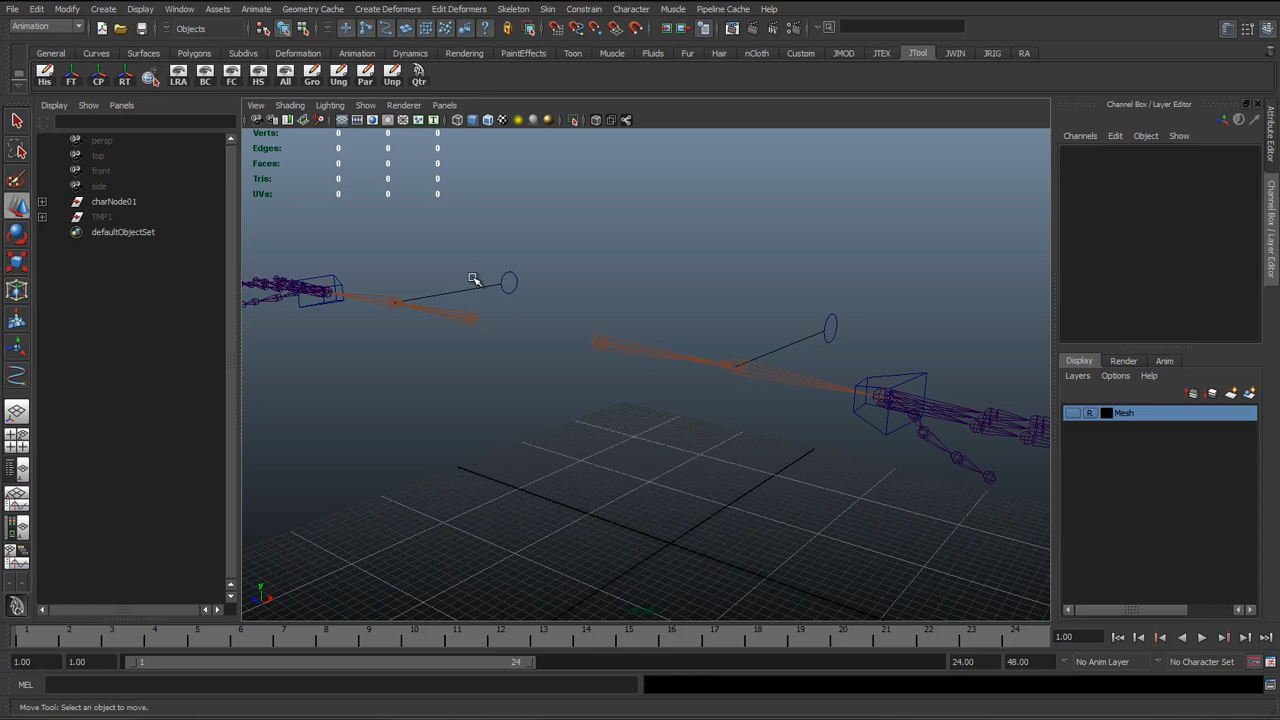 File Edit Modify Create Display Window Assets Animate Geometry Cache Create Deformers Edit Deformers Skeleton Skin Constrain Character Muscle Pipeline Cache Help
Animation Objects
General Curves Surfaces Polygons Subdivs Deformation Animation Dynamics Rendering PaintEffects Toon Muscle Fluids Fur Hair nCloth Custom JMOD JTEX JTool JWIN JRIG RA
His FT CP RT LRA BC FC HS All Gro Ung Par Unp Qtr
Display Show Panels
View Shading Lighting Show Renderer Panels
Channel Box / Layer Editor
Channels Edit Object Show
Attribute Editor
Channel Box / Layer Editor
persp
top
front
side
charNode01
TMP1
defaultObjectSet
Verts: 0 0 0
Edges: 0 0 0
Faces: 0 0 0
Tris: 0 0 0
UVs: 0 0 0
y
Display Render Anim
Layers Options Help
R Mesh
1 2 3 4 5 6 7 8 9 10 11 12 13 14 15 16 17 18 19 20 21 22 23 24 1.00
1.00 1.00 1 24 24.00 48.00 No Anim Layer No Character Set
MEL
Move Tool: Select an object to move.